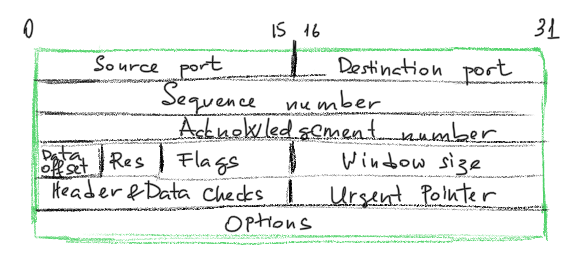 0 15 16 31
Source port Destination port
Sequence number
Acknowledgement number
Data offset Res Flags Window size
Header & Data checks Urgent Pointer
Options